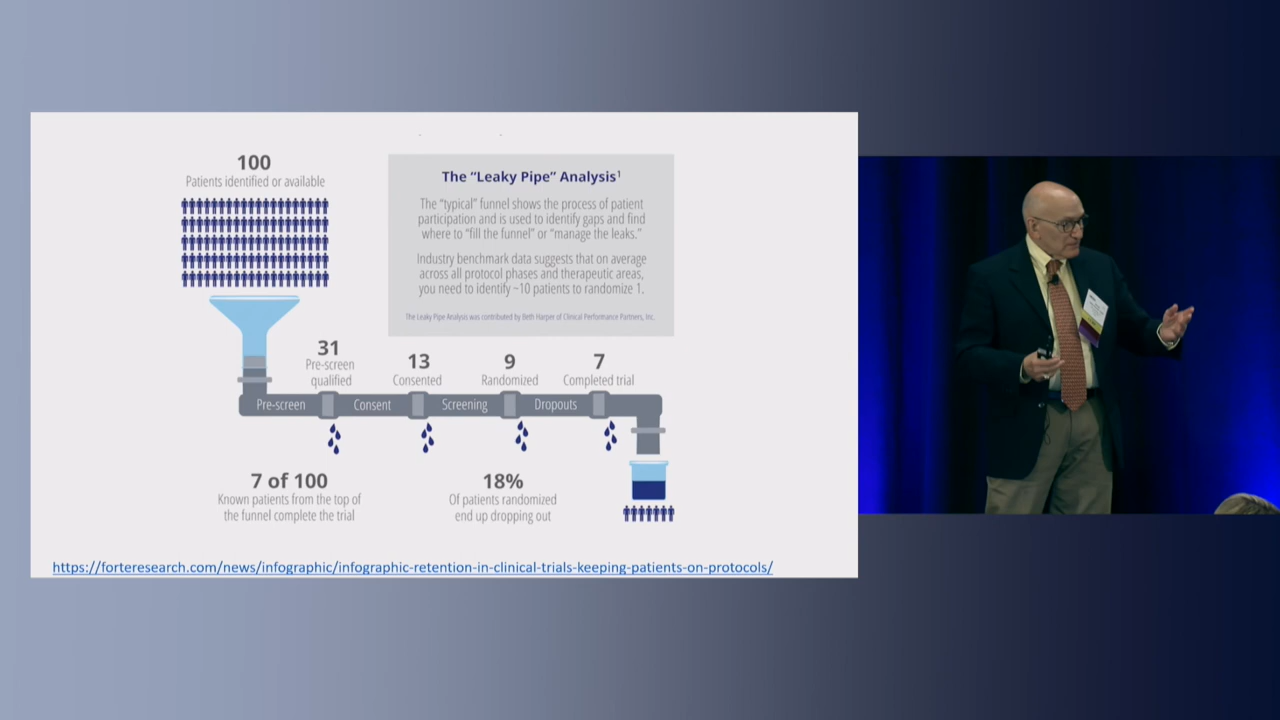 100
Patients identified or available
The "Leaky Pipe" Analysis¹
The "typical" funnel shows the process of patient
participation and is used to identify gaps and find
where to "fill the funnel" or "manage the leaks."
Industry benchmark data suggests that on average
across all protocol phases and therapeutic areas,
you need to identify ~10 patients to randomize 1.
The Leaky Pipe Analysis was contributed by Beth Harper of Clinical Performance Partners, Inc.
31
Pre-screen
qualified
13
Consented
9
Randomized
7
Completed trial
Pre-screen
Consent
Screening
Dropouts
7 of 100
Known patients from the top of
the funnel complete the trial
18%
Of patients randomized
end up dropping out
https://forteresearch.com/news/infographic/infographic-retention-in-clinical-trials-keeping-patients-on-protocols/